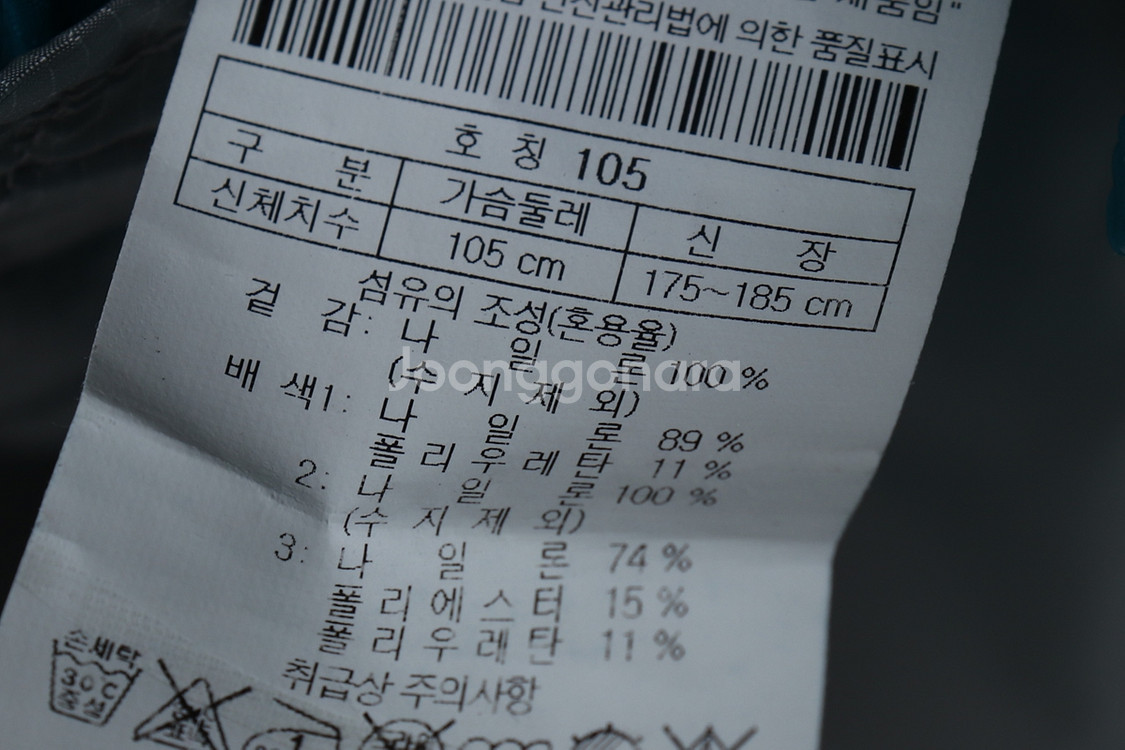 제품임"
안전관리법에 의한 품질표시
호 칭 105
구 분 가슴둘레 신 장
신체치수 105 cm 175~185 cm
섬유의 조성(혼용율)
겉 감: 나 일 론 100 %
(수 지 제 외)
배 색1: 나 일 론 89 %
폴 리 우 레 탄 11 %
2: 나 일 론 100 %
(수 지 제 외)
3: 나 일 론 74 %
폴 리 에 스 터 15 %
폴 리 우 레 탄 11 %
취급상 주의사항
손세탁
30℃
중성
Joonggonara